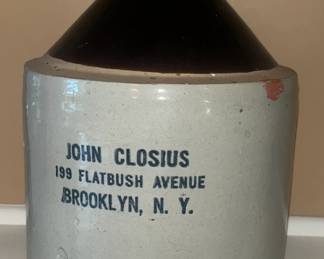 JOHN CLOSIUS
199 FLATBUSH AVENUE
BROOKLYN, N. Y.